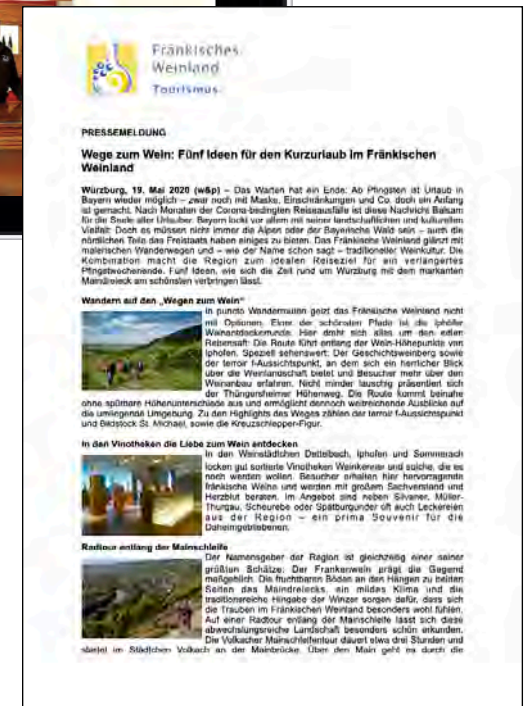 Fränkisches
Weinland
Tourismus
PRESSEMELDUNG
Wege zum Wein: Fünf Ideen für den Kurzurlaub im Fränkischen
Weinland
Würzburg, 19. Mai 2020 (w&p) – Das Warten hat ein Ende: Ab Pfingsten ist Urlaub in
Bayern wieder möglich – zwar noch mit Maske, Einschränkungen und Co. doch ein Anfang
ist gemacht. Nach Monaten der Corona-bedingten Reiseausfälle ist diese Nachricht Balsam
für die Seele aller Urlauber. Bayern lockt vor allem mit seiner landschaftlichen und kulturellen
Vielfalt: Doch es müssen nicht immer die Alpen oder der Bayerische Wald sein – auch die
nördlichen Teile des Freistaats haben einiges zu bieten. Das Fränkische Weinland glänzt mit
malerischen Wanderwegen und – wie der Name schon sagt – traditioneller Weinkultur. Die
Kombination macht die Region zum idealen Reiseziel für ein verlängertes
Pfingstwochenende. Fünf Ideen, wie sich die Zeit rund um Würzburg mit dem markanten
Maindreieck am schönsten verbringen lässt.
Wandern auf den „Wegen zum Wein“
In puncto Wanderrouten geizt das Fränkische Weinland nicht
mit Optionen. Einer der schönsten Pfade ist die Iphöfer
Weinantdeckerrunde. Hier dreht sich alles um den edlen
Rebensaft: Die Route führt entlang der Wein-Höhepunkte von
Iphofen. Speziell sehenswert: Der Geschichtsweinberg sowie
der terroir f-Aussichtspunkt, an dem sich ein herrlicher Blick
über die Weinlandschaft bietet und Besucher mehr über den
Weinanbau erfahren. Nicht minder lauschig präsentiert sich
der Thüngersheimer Höhenweg. Die Route kommt beinahe
ohne spürbare Höhenunterschiede aus und ermöglicht dennoch weitreichende Ausblicke auf
die umliegende Umgebung. Zu den Highlights des Weges zählen der terroir f-Aussichtspunkt
und Bildstock St. Michael, sowie die Kreuzschlepper-Figur.
In den Vinotheken die Liebe zum Wein entdecken
In den Weinstädtchen Dettelbach, Iphofen und Sommerach
locken gut sortierte Vinotheken Weinkenner und solche, die es
noch werden wollen. Besucher erhalten hier hervorragende
fränkische Weine und werden mit großem Sachverstand und
Herzblut beraten. Im Angebot sind neben Silvaner, Müller-
Thurgau, Scheurebe oder Spätburgunder oft auch Leckereien
aus der Region – ein prima Souvenir für die
Daheimgebliebenen.
Radtour entlang der Mainschleife
Der Namensgeber der Region ist gleichzeitig einer seiner
größten Schätze: Der Frankenwein prägt die Gegend
maßgeblich. Die fruchtbaren Böden an den Hängen zu beiden
Seiten des Maindreiecks, ein mildes Klima und die
traditionsreiche Hingabe der Winzer sorgen dafür, dass sich
die Trauben im Fränkischen Weinland besonders wohl fühlen.
Auf einer Radtour entlang der Mainschleife lässt sich diese
abwechslungsreiche Landschaft besonders schön erkunden.
Die Volkacher Mainschleifentour dauert etwa drei Stunden und
startet im Städtchen Volkach an der Mainbrücke. Über den Main geht es durch die